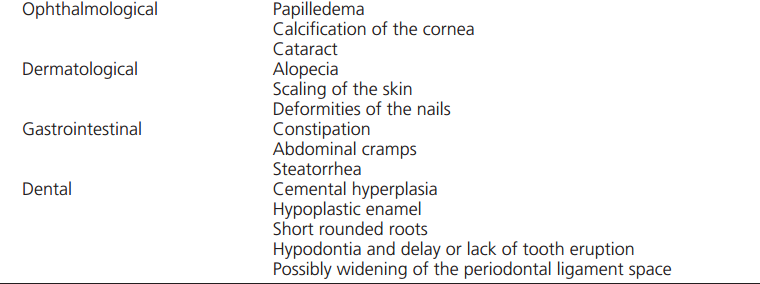 Ophthalmological Papilledema
Calcification of the cornea
Cataract
Dermatological Alopecia
Scaling of the skin
Deformities of the nails
Gastrointestinal Constipation
Abdominal cramps
Steatorrhea
Dental Cemental hyperplasia
Hypoplastic enamel
Short rounded roots
Hypodontia and delay or lack of tooth eruption
Possibly widening of the periodontal ligament space